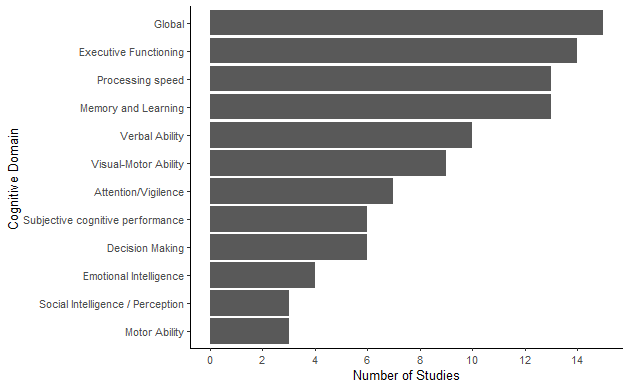 Cognitive Domain
Global
Executive Functioning
Processing speed
Memory and Learning
Verbal Ability
Visual-Motor Ability
Attention/Vigilence
Subjective cognitive performance
Decision Making
Emotional Intelligence
Social Intelligence / Perception
Motor Ability
0 2 4 6 8 10 12 14
Number of Studies